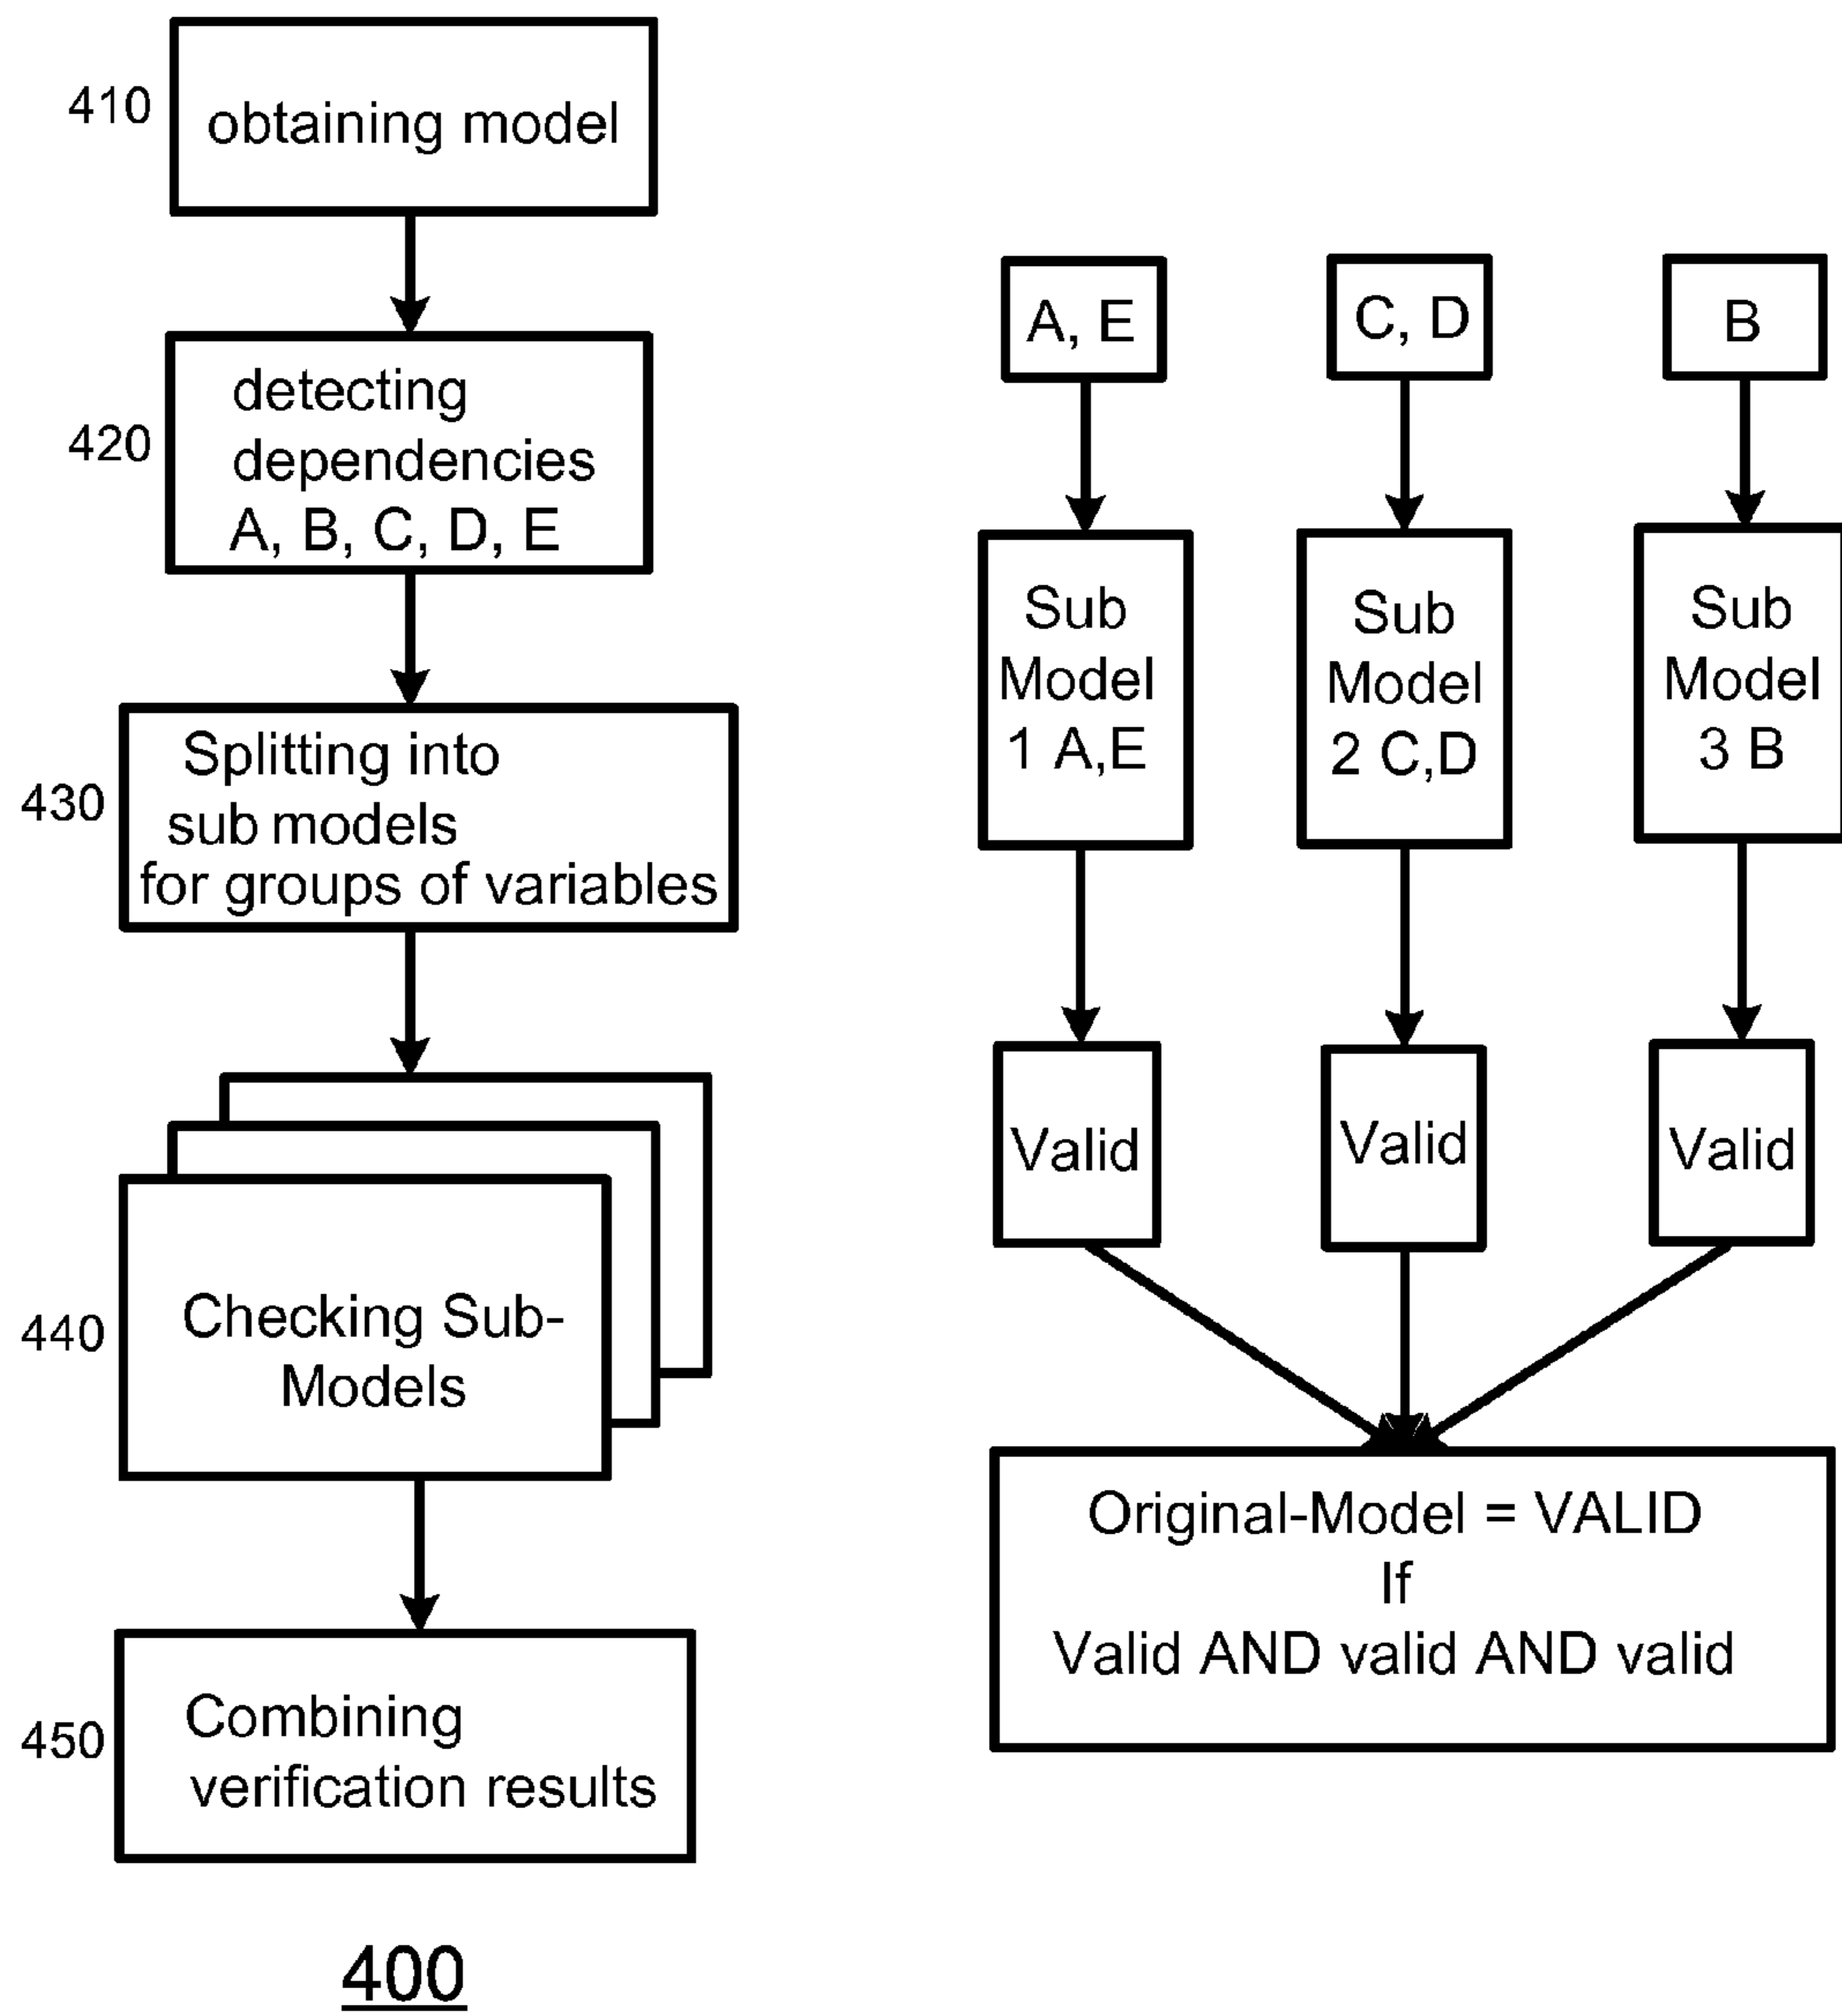 410
obtaining model
420
detecting
dependencies
A, B, C, D, E
430
Splitting into
sub models
for groups of variables
440
Checking Sub-
Models
450
Combining
verification results
400
A, E
C, D
B
Sub
Model
1 A,E
Sub
Model
2 C,D
Sub
Model
3 B
Valid
Valid
Valid
Original-Model = VALID
If
Valid AND valid AND valid